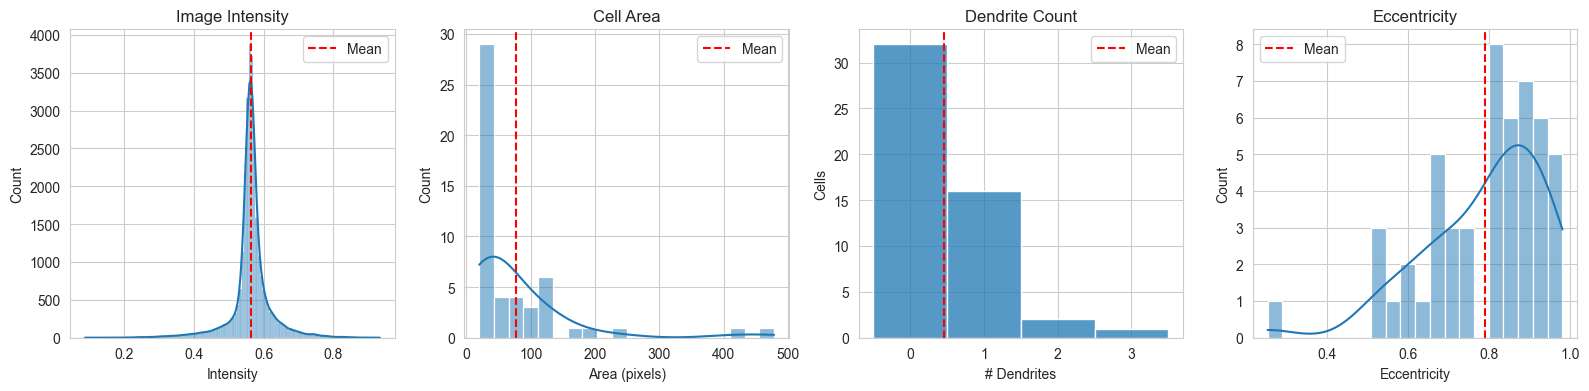 Image Intensity
Count
4000
3500
3000
2500
2000
1500
1000
500
0
0.2 0.4 0.6 0.8
Intensity
Mean
Cell Area
Count
30
25
20
15
10
5
0
0 100 200 300 400 500
Area (pixels)
Mean
Dendrite Count
Cells
30
25
20
15
10
5
0
0 1 2 3
# Dendrites
Mean
Eccentricity
Count
8
7
6
5
4
3
2
1
0
0.4 0.6 0.8 1.0
Eccentricity
Mean